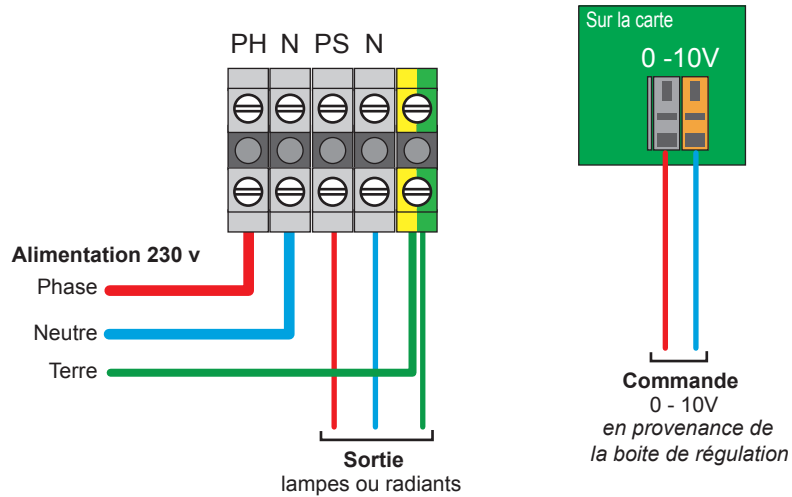 PH N PS N
Alimentation 230 v
Phase
Neutre
Terre
Sortie
lampes ou radiants
Sur la carte
0 -10V
Commande
0 - 10V
en provenance de
la boite de régulation